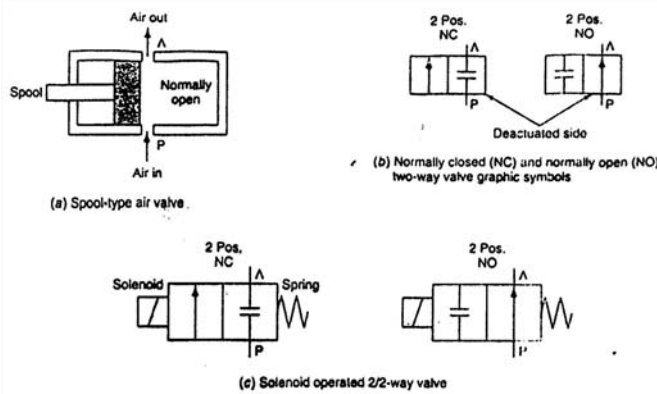 Air out
A
Spool
Normally
open
P
Air in
(a) Spool-type air valve
2 Pos.
NC
2 Pos.
NO
A
A
P
P
Deactuated side
(b) Normally closed (NC) and normally open (NO)
two-way valve graphic symbols
2 Pos,
NC
Solenoid
A
Spring
P
2 Pos.
NO
A
P
(c) Solenoid operated 2/2-way valve